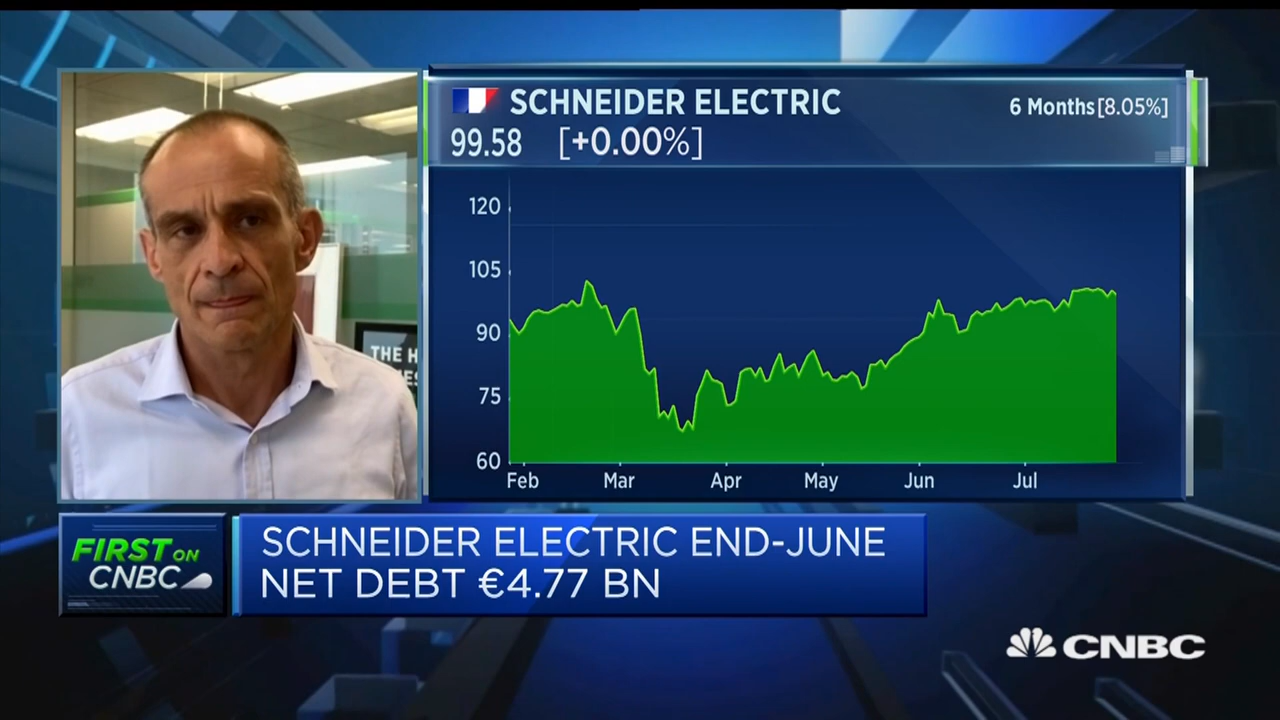 SCHNEIDER ELECTRIC
6 Months[8.05%]
99.58 [+0.00%]
120
105
90
75
60
Feb Mar Apr May Jun Jul
THE H
ES
FIRST ON
CNBC
SCHNEIDER ELECTRIC END-JUNE
NET DEBT €4.77 BN
CNBC